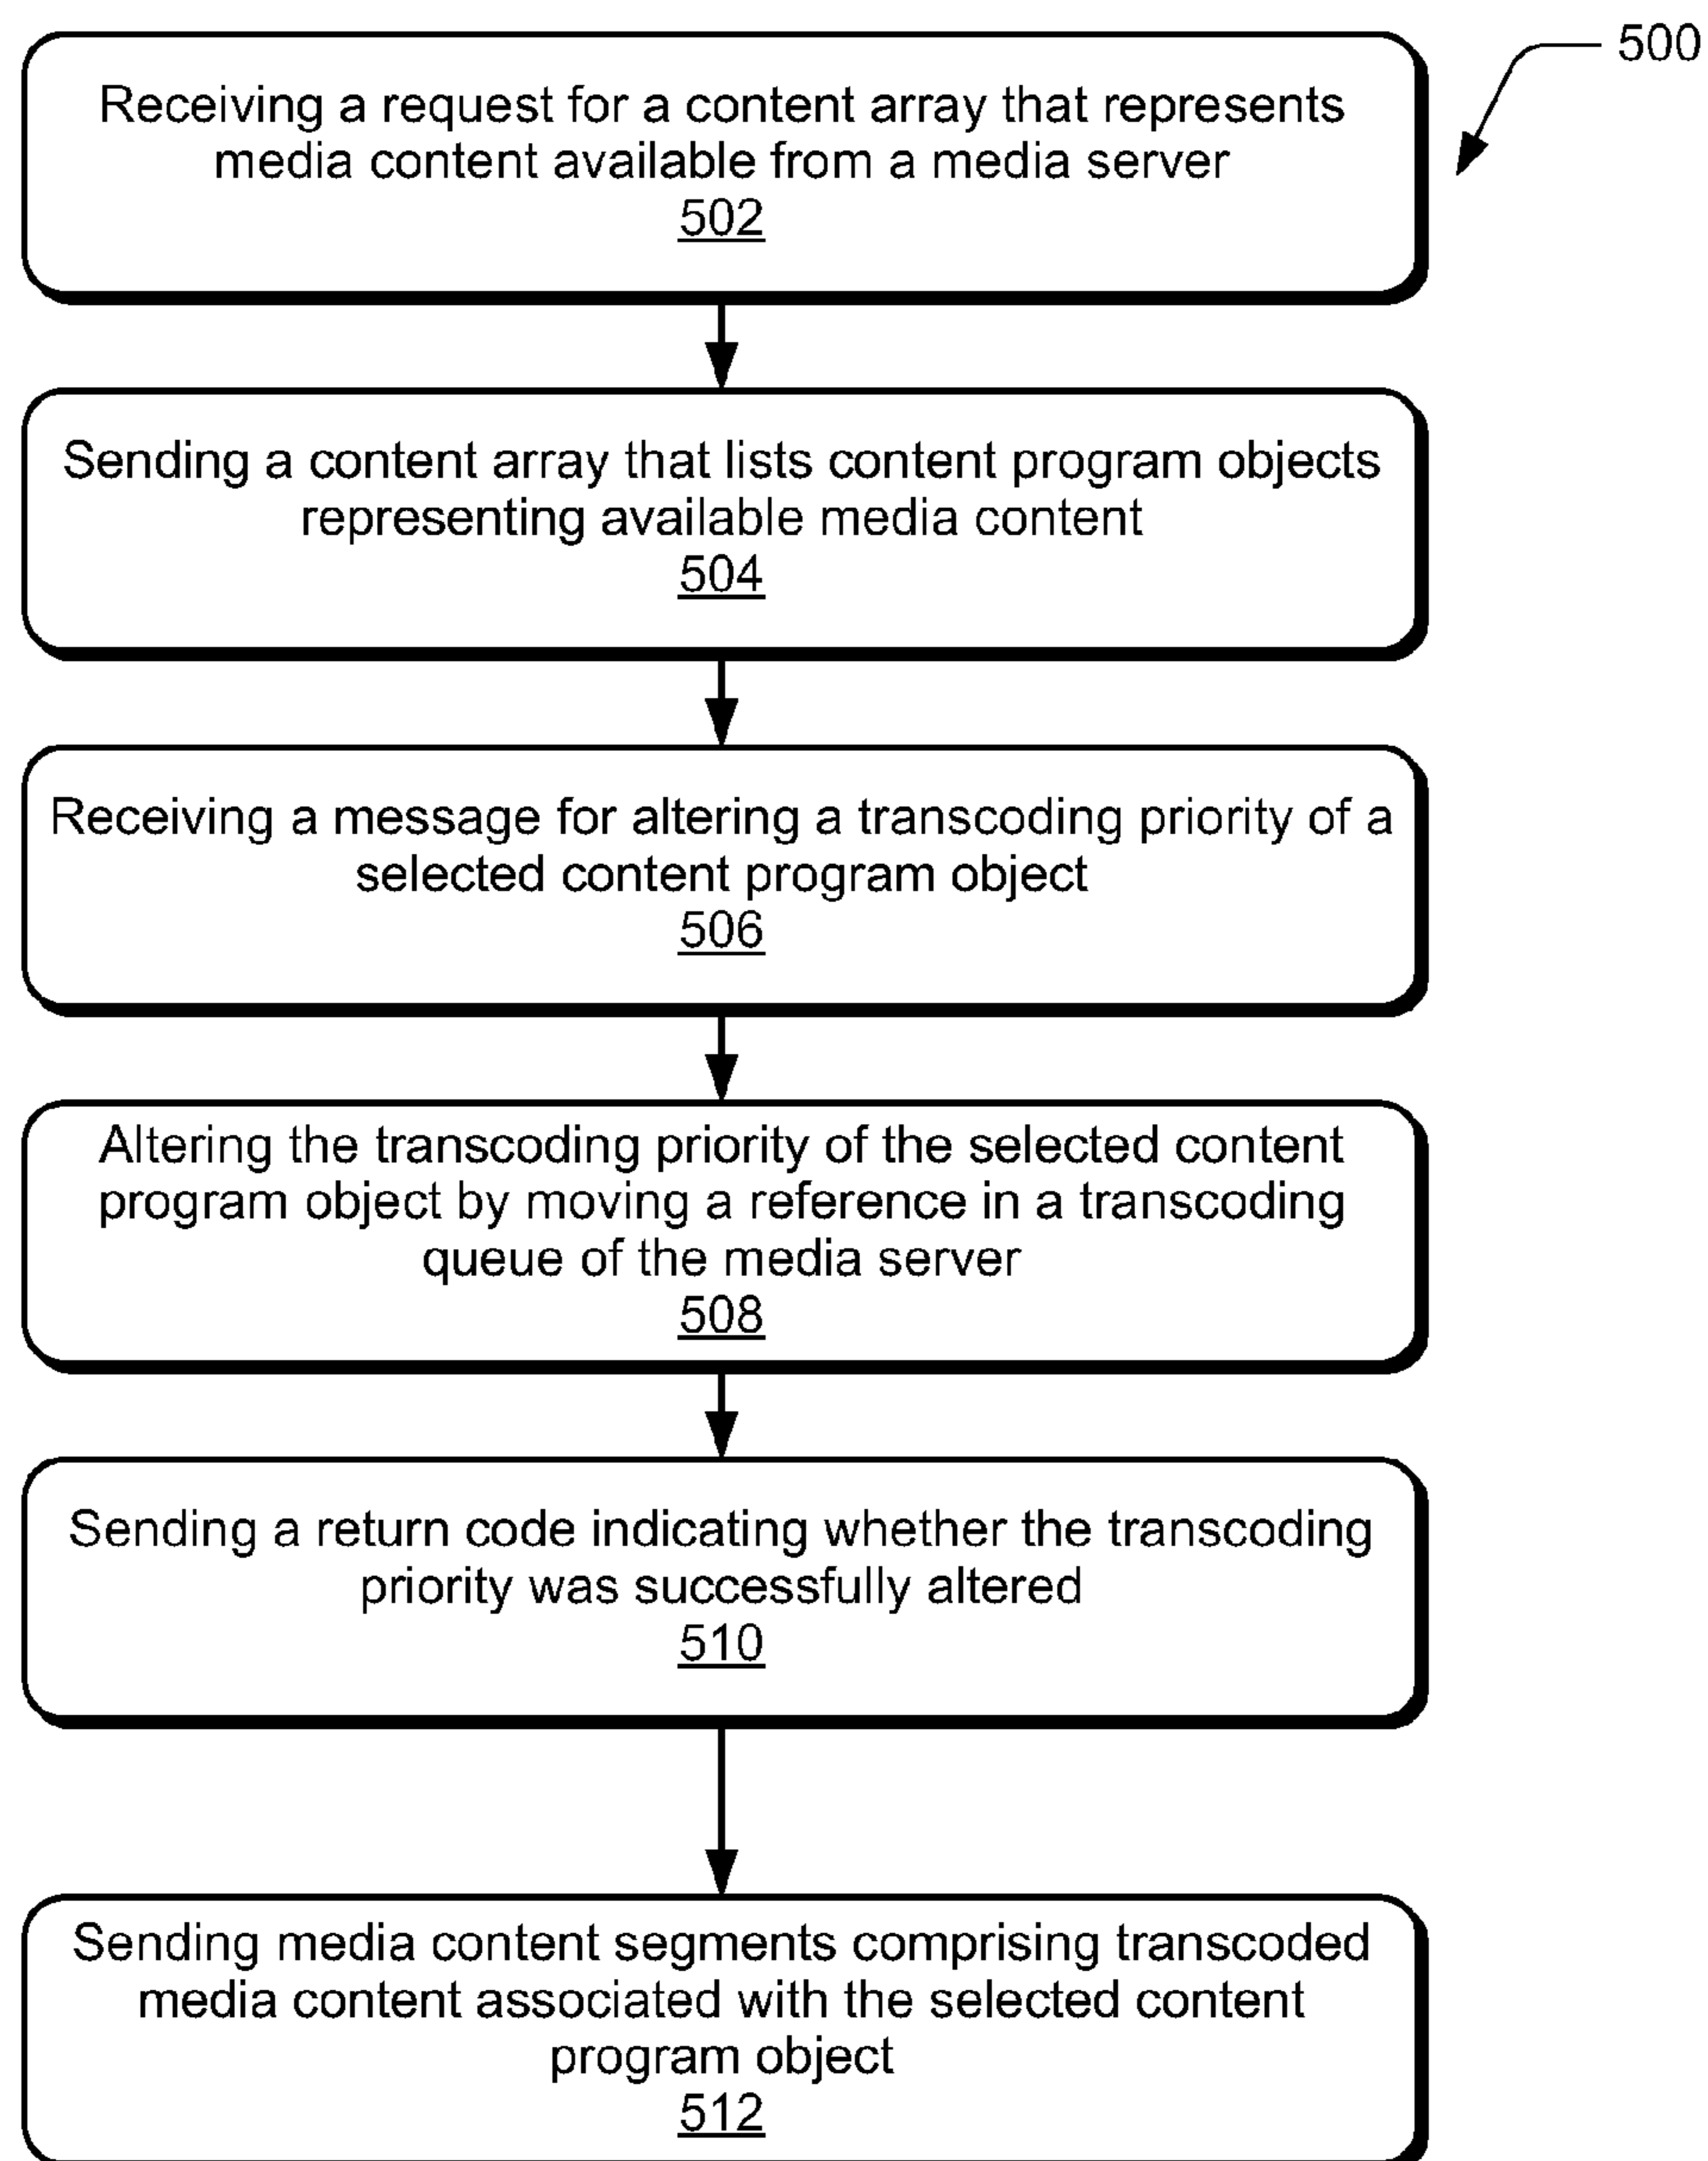 500
Receiving a request for a content array that represents
media content available from a media server
502
Sending a content array that lists content program objects
representing available media content
504
Receiving a message for altering a transcoding priority of a
selected content program object
506
Altering the transcoding priority of the selected content
program object by moving a reference in a transcoding
queue of the media server
508
Sending a return code indicating whether the transcoding
priority was successfully altered
510
Sending media content segments comprising transcoded
media content associated with the selected content
program object
512